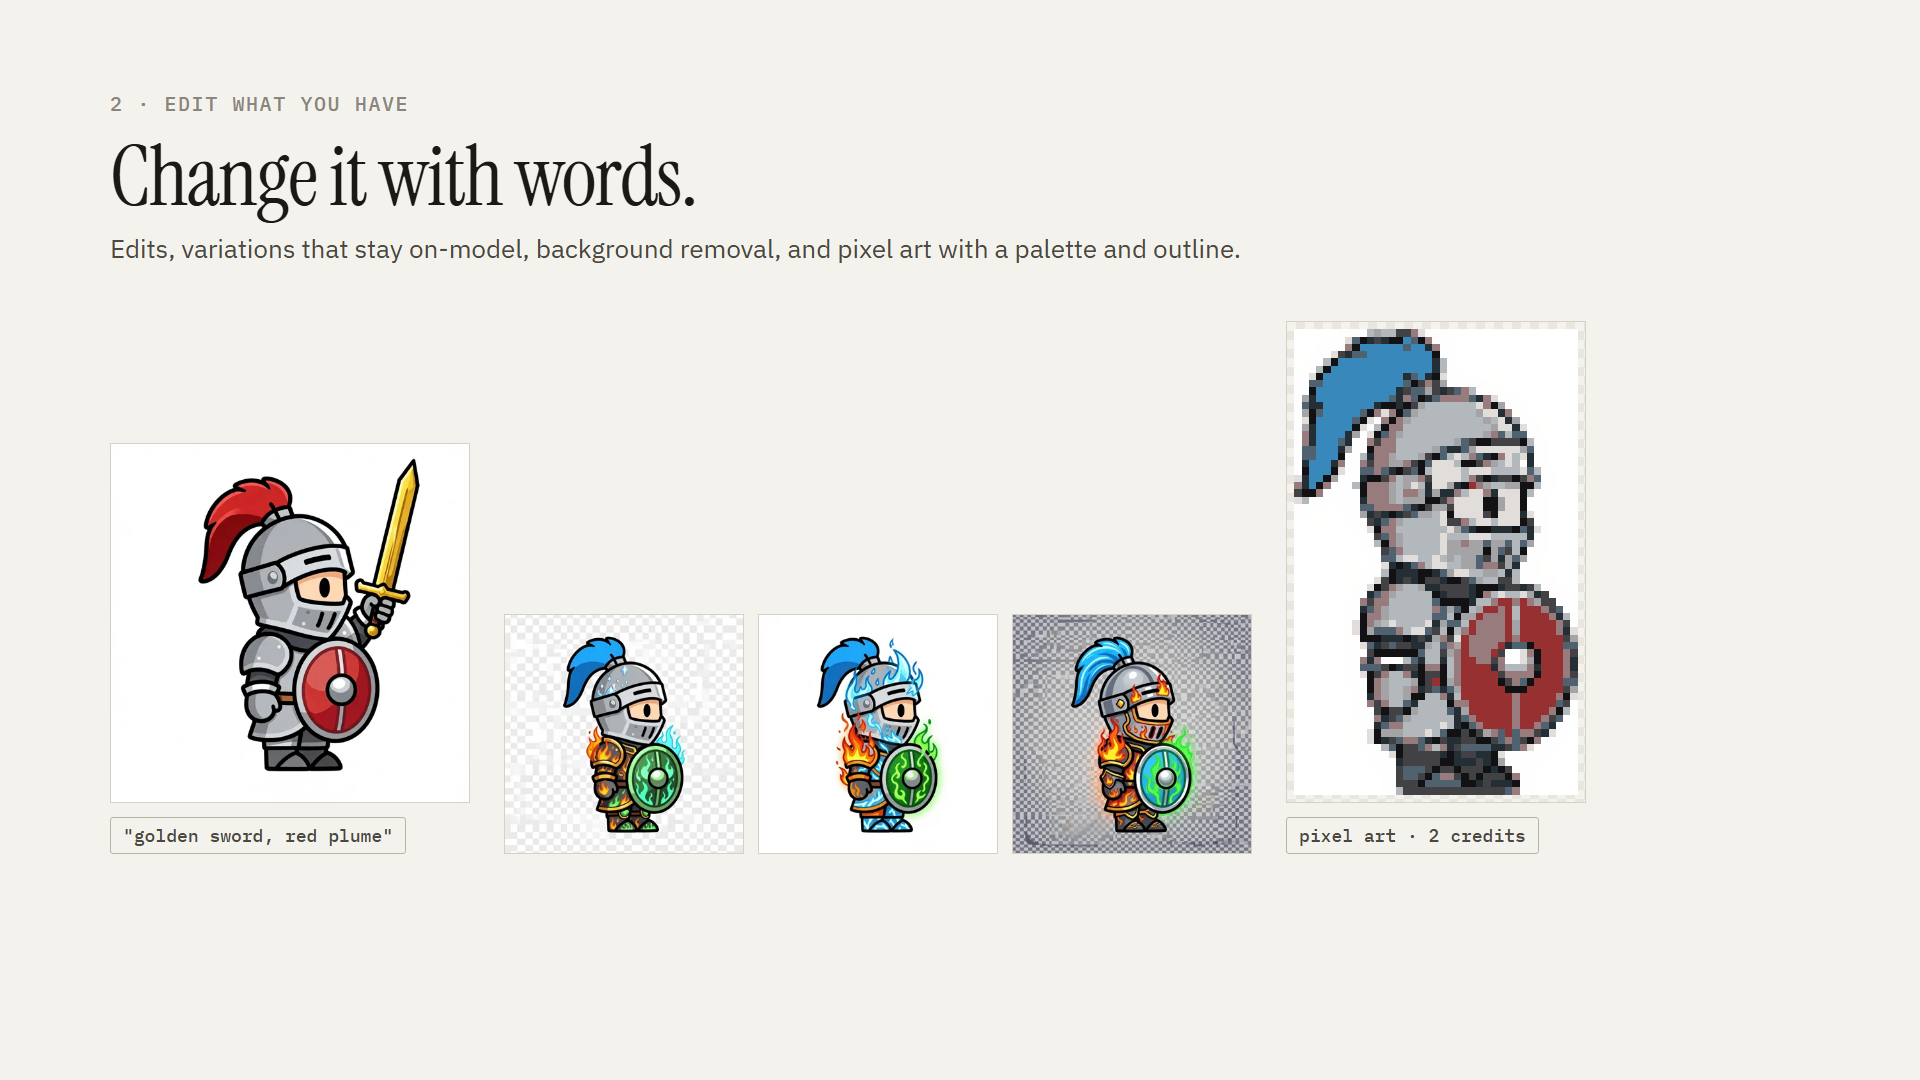 2 · EDIT WHAT YOU HAVE
Change it with words.
Edits, variations that stay on-model, background removal, and pixel art with a palette and outline.
"golden sword, red plume"
pixel art · 2 credits